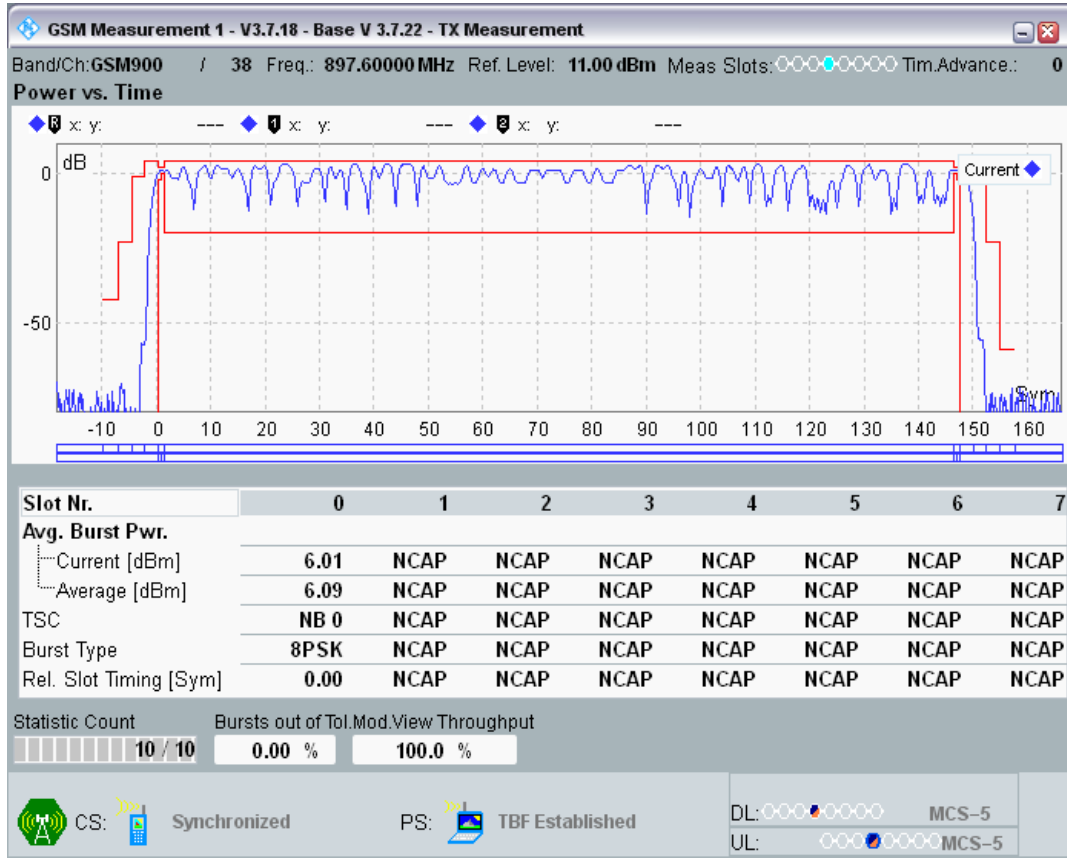 GSM Measurement 1 - V3.7.18 - Base V 3.7.22 - TX Measurement
Band/Ch:GSM900 / 38 Freq.: 897.60000 MHz Ref. Level: 11.00 dBm Meas Slots: Tim.Advance.: 0
Power vs. Time
R x: y: --- 1 x: y: --- 2 x: y: ---
dB
Current
0
-50
Sym
-10 0 10 20 30 40 50 60 70 80 90 100 110 120 130 140 150 160
Slot Nr. 0 1 2 3 4 5 6 7
Avg. Burst Pwr.
Current [dBm] 6.01 NCAP NCAP NCAP NCAP NCAP NCAP NCAP
Average [dBm] 6.09 NCAP NCAP NCAP NCAP NCAP NCAP NCAP
TSC NB 0 NCAP NCAP NCAP NCAP NCAP NCAP NCAP
Burst Type 8PSK NCAP NCAP NCAP NCAP NCAP NCAP NCAP
Rel. Slot Timing [Sym] 0.00 NCAP NCAP NCAP NCAP NCAP NCAP NCAP
Statistic Count Bursts out of Tol.Mod.View Throughput
10 / 10 0.00 % 100.0 %
CS: Synchronized PS: TBF Established DL: MCS-5
UL: MCS-5